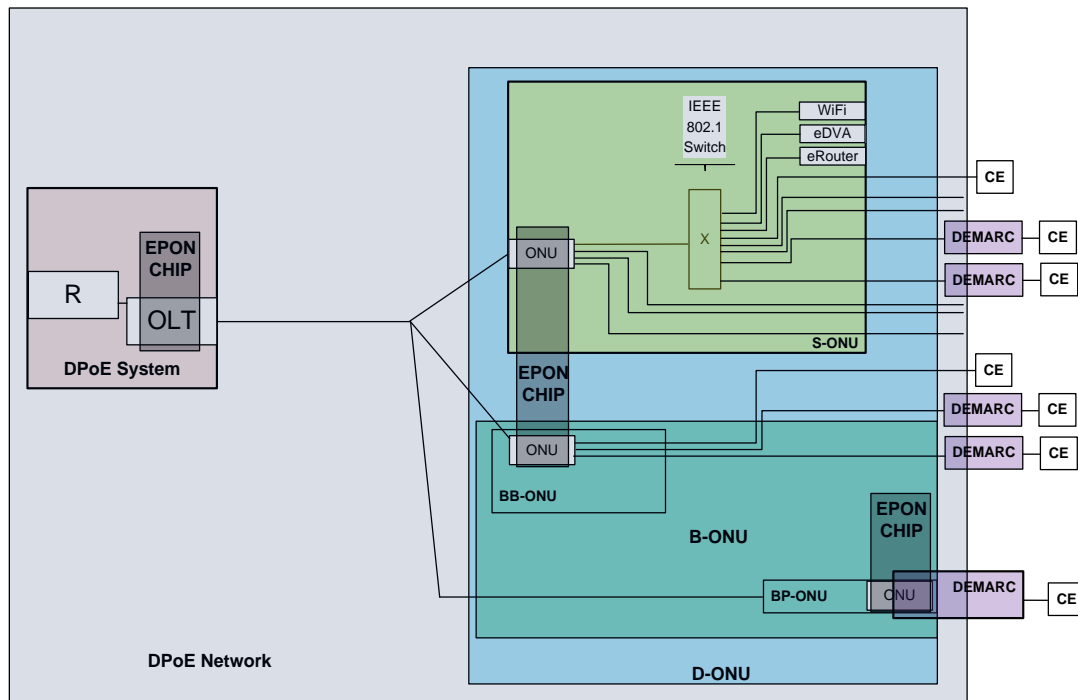 IEEE
802.1
Switch
WiFi
eDVA
eRouter
CE
EPON
CHIP
R
OLT
DPoE System
ONU
X
DEMARC
CE
DEMARC
CE
S-ONU
EPON
CHIP
CE
DEMARC
CE
ONU
DEMARC
CE
BB-ONU
EPON
CHIP
B-ONU
BP-ONU
ONU
DEMARC
CE
DPoE Network
D-ONU